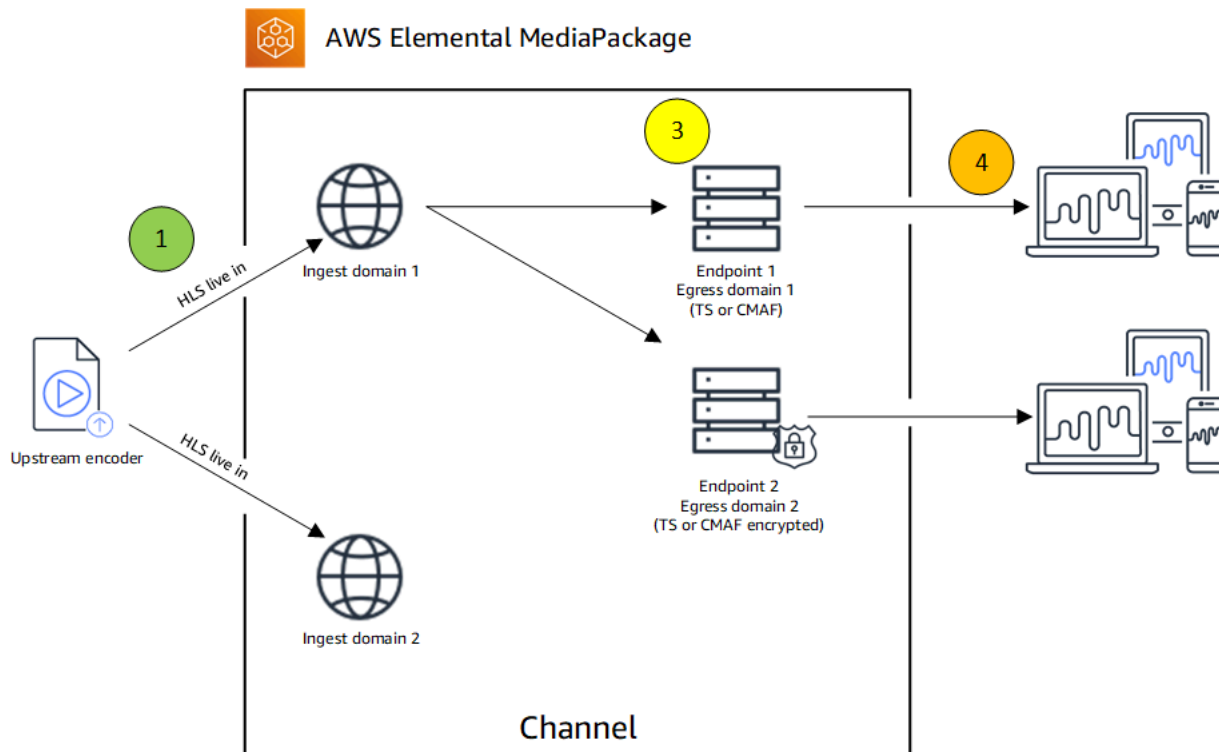 AWS Elemental MediaPackage
3
4
1
HLS live in
Ingest domain 1
Endpoint 1
Egress domain 1
(TS or CMAF)
Upstream encoder
HLS live in
Endpoint 2
Egress domain 2
(TS or CMAF encrypted)
Ingest domain 2
Channel